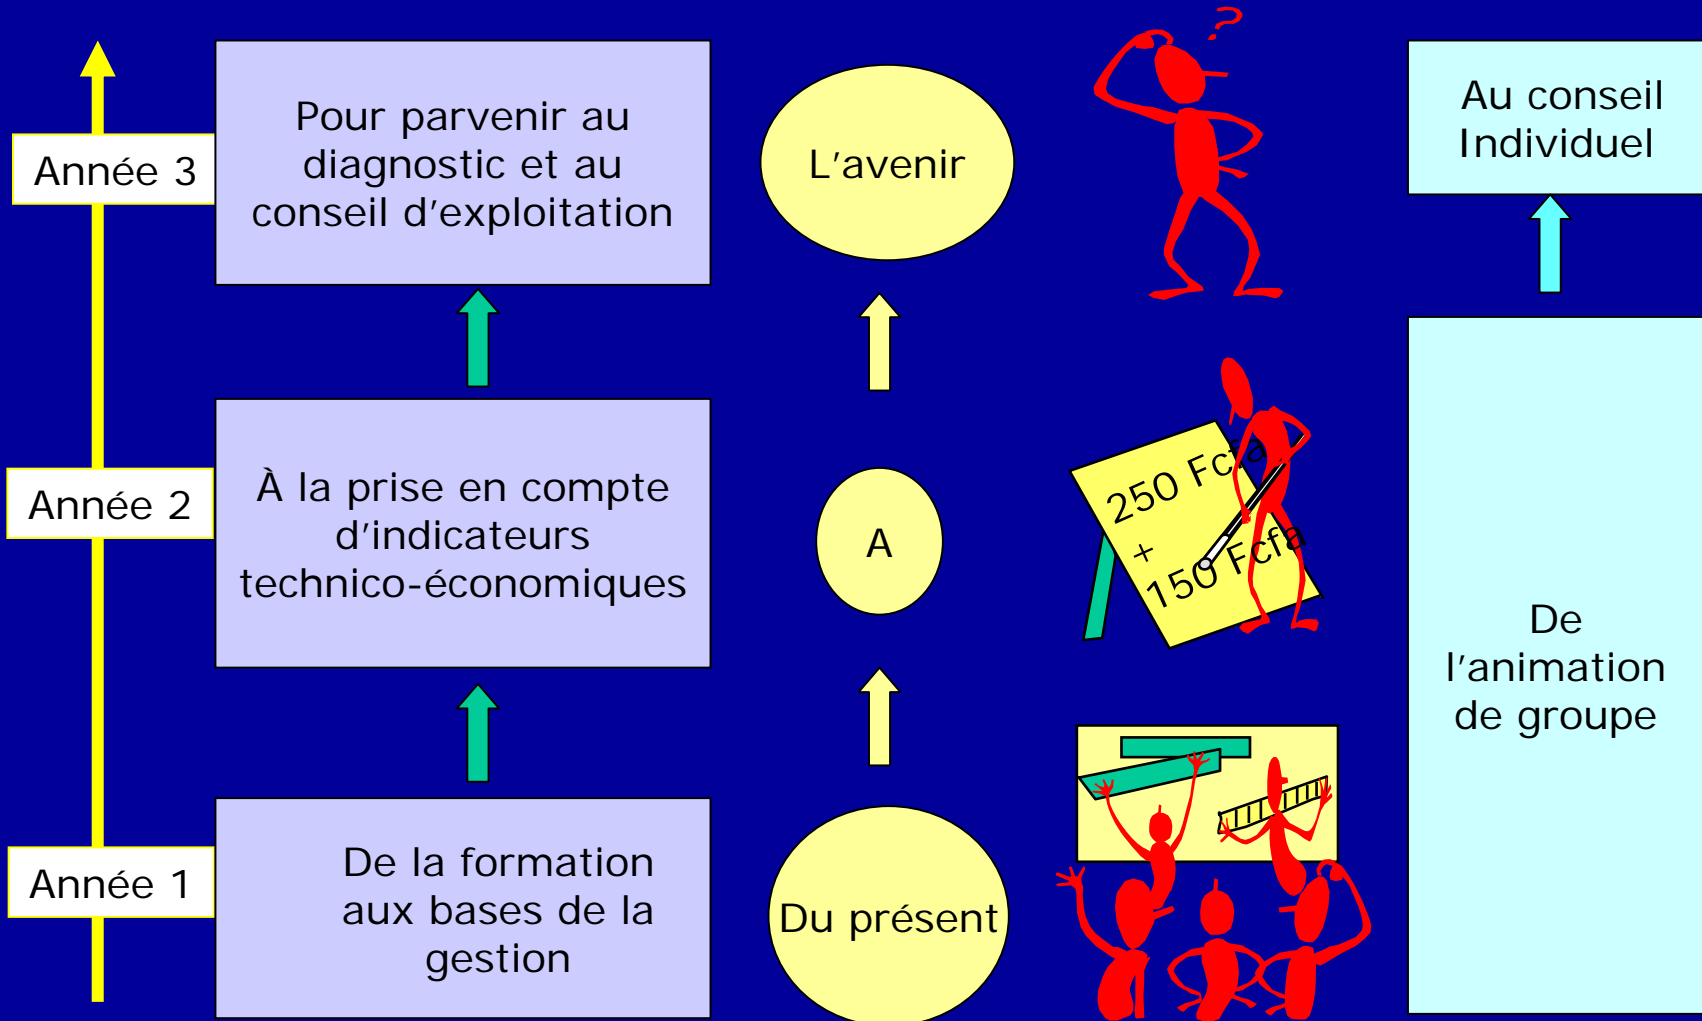 ?
Année 3
Pour parvenir au
diagnostic et au
conseil d'exploitation
L'avenir
Au conseil
Individuel
Année 2
À la prise en compte
d'indicateurs
technico-économiques
A
250 Fcfa
+
150 Fcfa
De
l'animation
de groupe
Année 1
De la formation
aux bases de la
gestion
Du présent